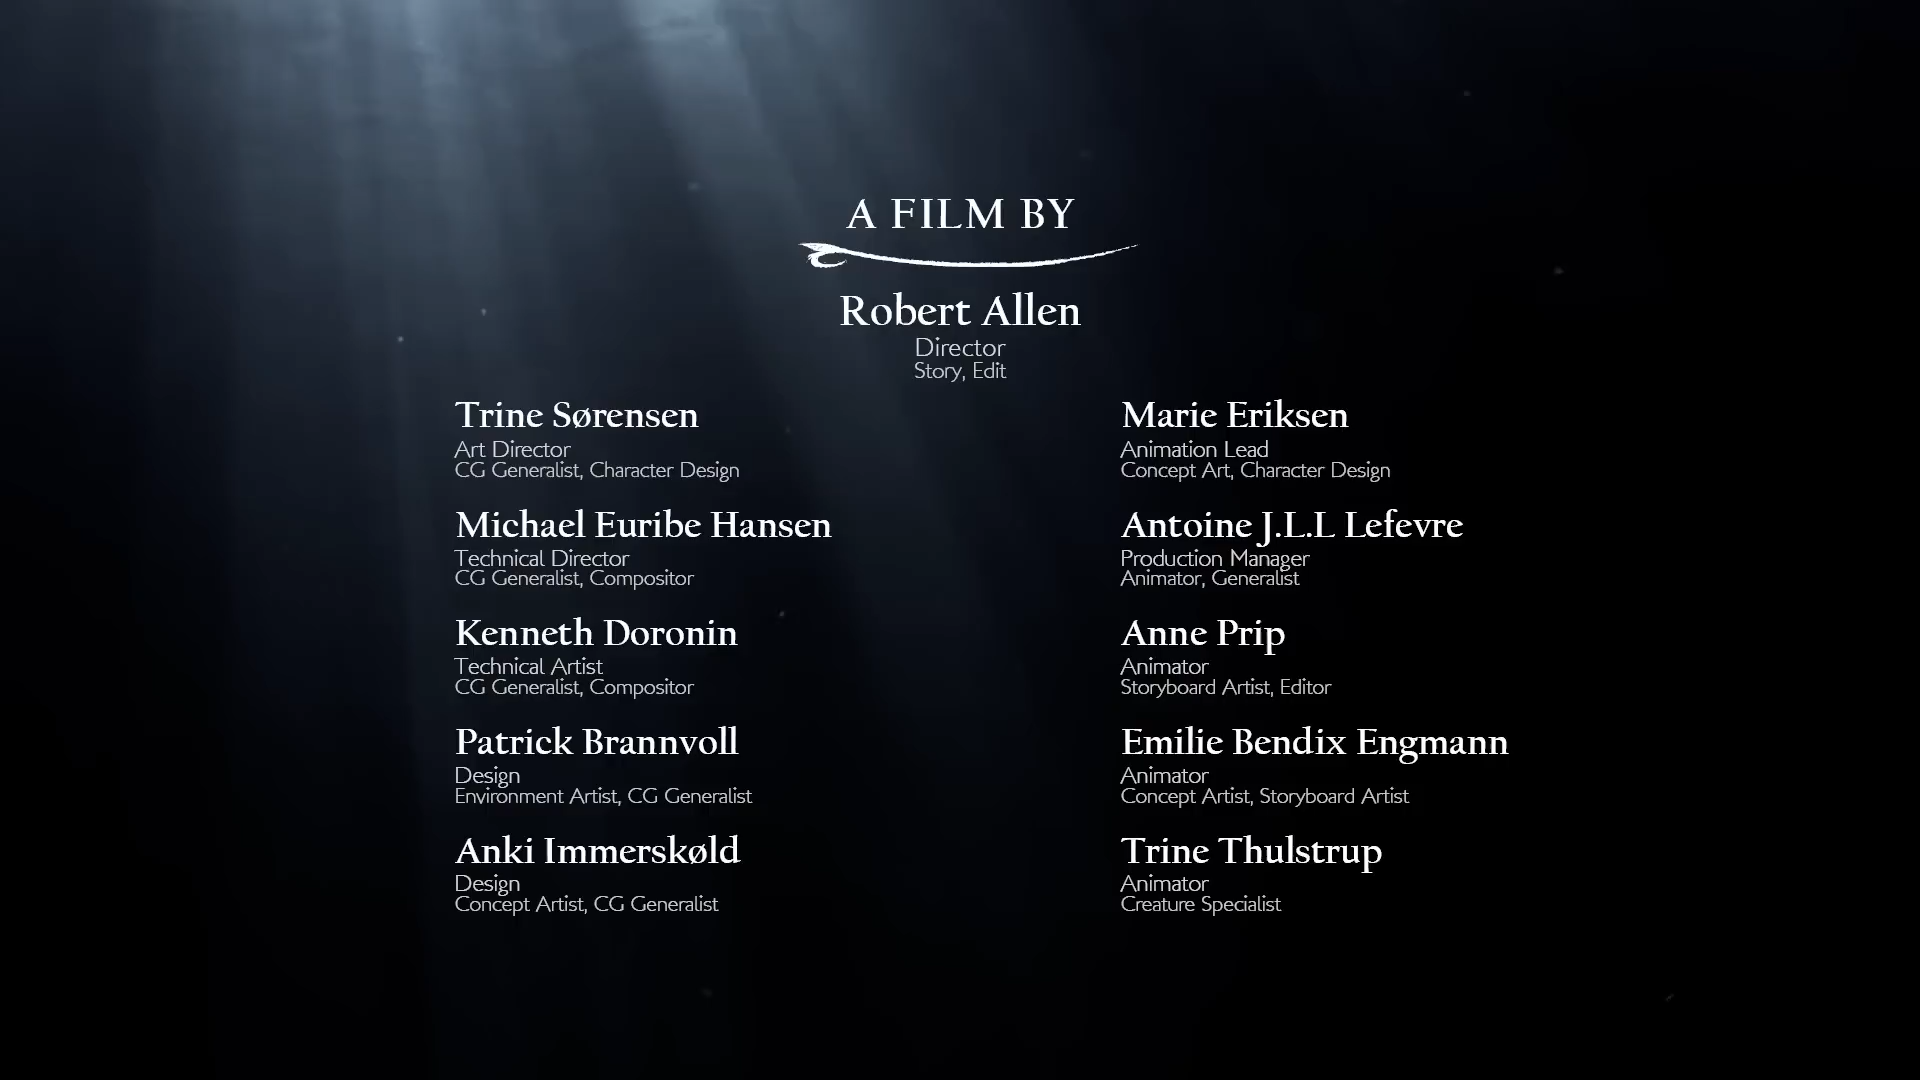 A FILM BY
Robert Allen
Director
Story, Edit
Trine Sørensen
Art Director
CG Generalist, Character Design
Michael Euribe Hansen
Technical Director
CG Generalist, Compositor
Kenneth Doronin
Technical Artist
CG Generalist, Compositor
Patrick Brannvoll
Design
Environment Artist, CG Generalist
Anki Immerskøld
Design
Concept Artist, CG Generalist
Marie Eriksen
Animation Lead
Concept Art, Character Design
Antoine J.L.L Lefevre
Production Manager
Animator, Generalist
Anne Prip
Animator
Storyboard Artist, Editor
Emilie Bendix Engmann
Animator
Concept Artist, Storyboard Artist
Trine Thulstrup
Animator
Creature Specialist